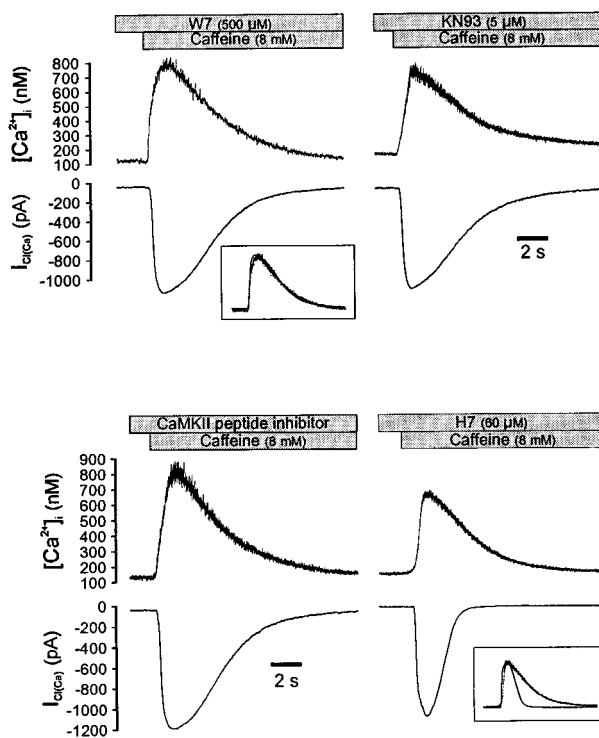 W7 (500 µM)
Caffeine (8 mM)
KN93 (5 µM)
Caffeine (8 mM)
[Ca²⁺]ᵢ (nM)
800
700
600
500
400
300
200
100
I_Cl(Ca) (pA)
0
-200
-400
-600
-800
-1000
2 s
CaMKII peptide inhibitor
Caffeine (8 mM)
H7 (60 µM)
Caffeine (8 mM)
[Ca²⁺]ᵢ (nM)
900
800
700
600
500
400
300
200
100
I_Cl(Ca) (pA)
0
-200
-400
-600
-800
-1000
-1200
2 s